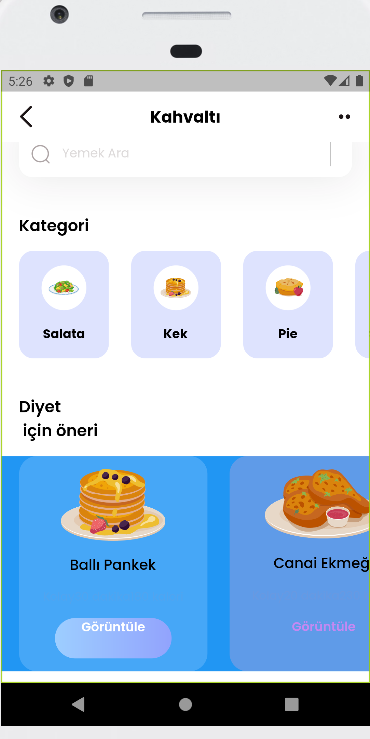 5:26
Kahvaltı
Yemek Ara
Kategori
Salata
Kek
Pie
Diyet
için öneri
Ballı Pankek
Canai Ekmeğ
Görüntüle
Görüntüle